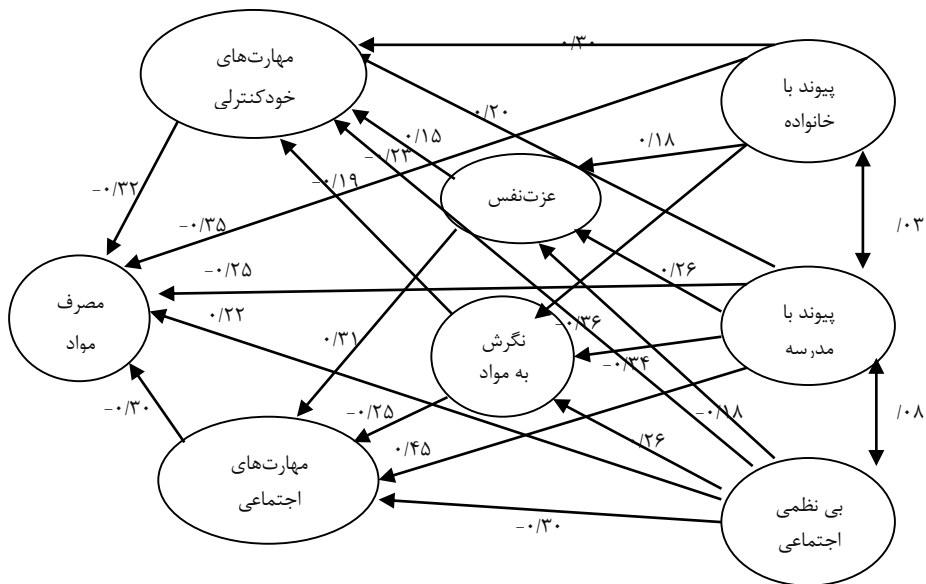 مهارت‌های
خودکنترلی
پیوند با
خانواده
۰/۳۰
۰/۲۰
۰/۱۵
-۰/۲۳
۰/۱۸
-۰/۱۹
عزت‌نفس
-۰/۳۲
-۰/۳۵
/۰۳
-۰/۲۵
۰/۲۶
پیوند با
مدرسه
مصرف
مواد
۰/۲۲
-۰/۳۶
نگرش
به مواد
۰/۳۱
-۰/۳۴
-۰/۳۰
-۰/۲۵
-۰/۱۸
/۰۸
۰/۴۵
۰/۲۶
مهارت‌های
اجتماعی
بی نظمی
اجتماعی
-۰/۳۰